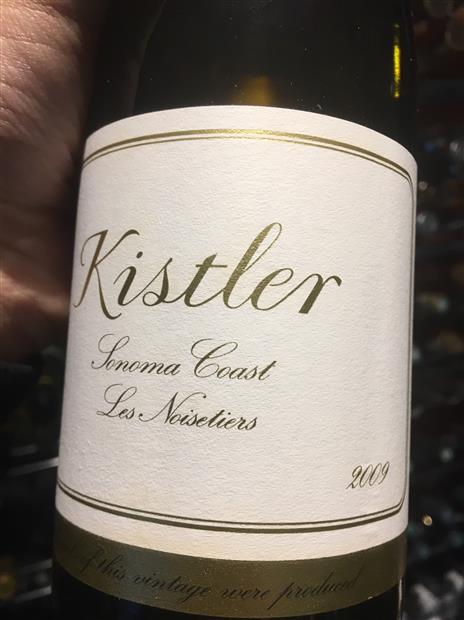 Kistler
Sonoma Coast
Les Noisetiers
2009
of this vintage were produced